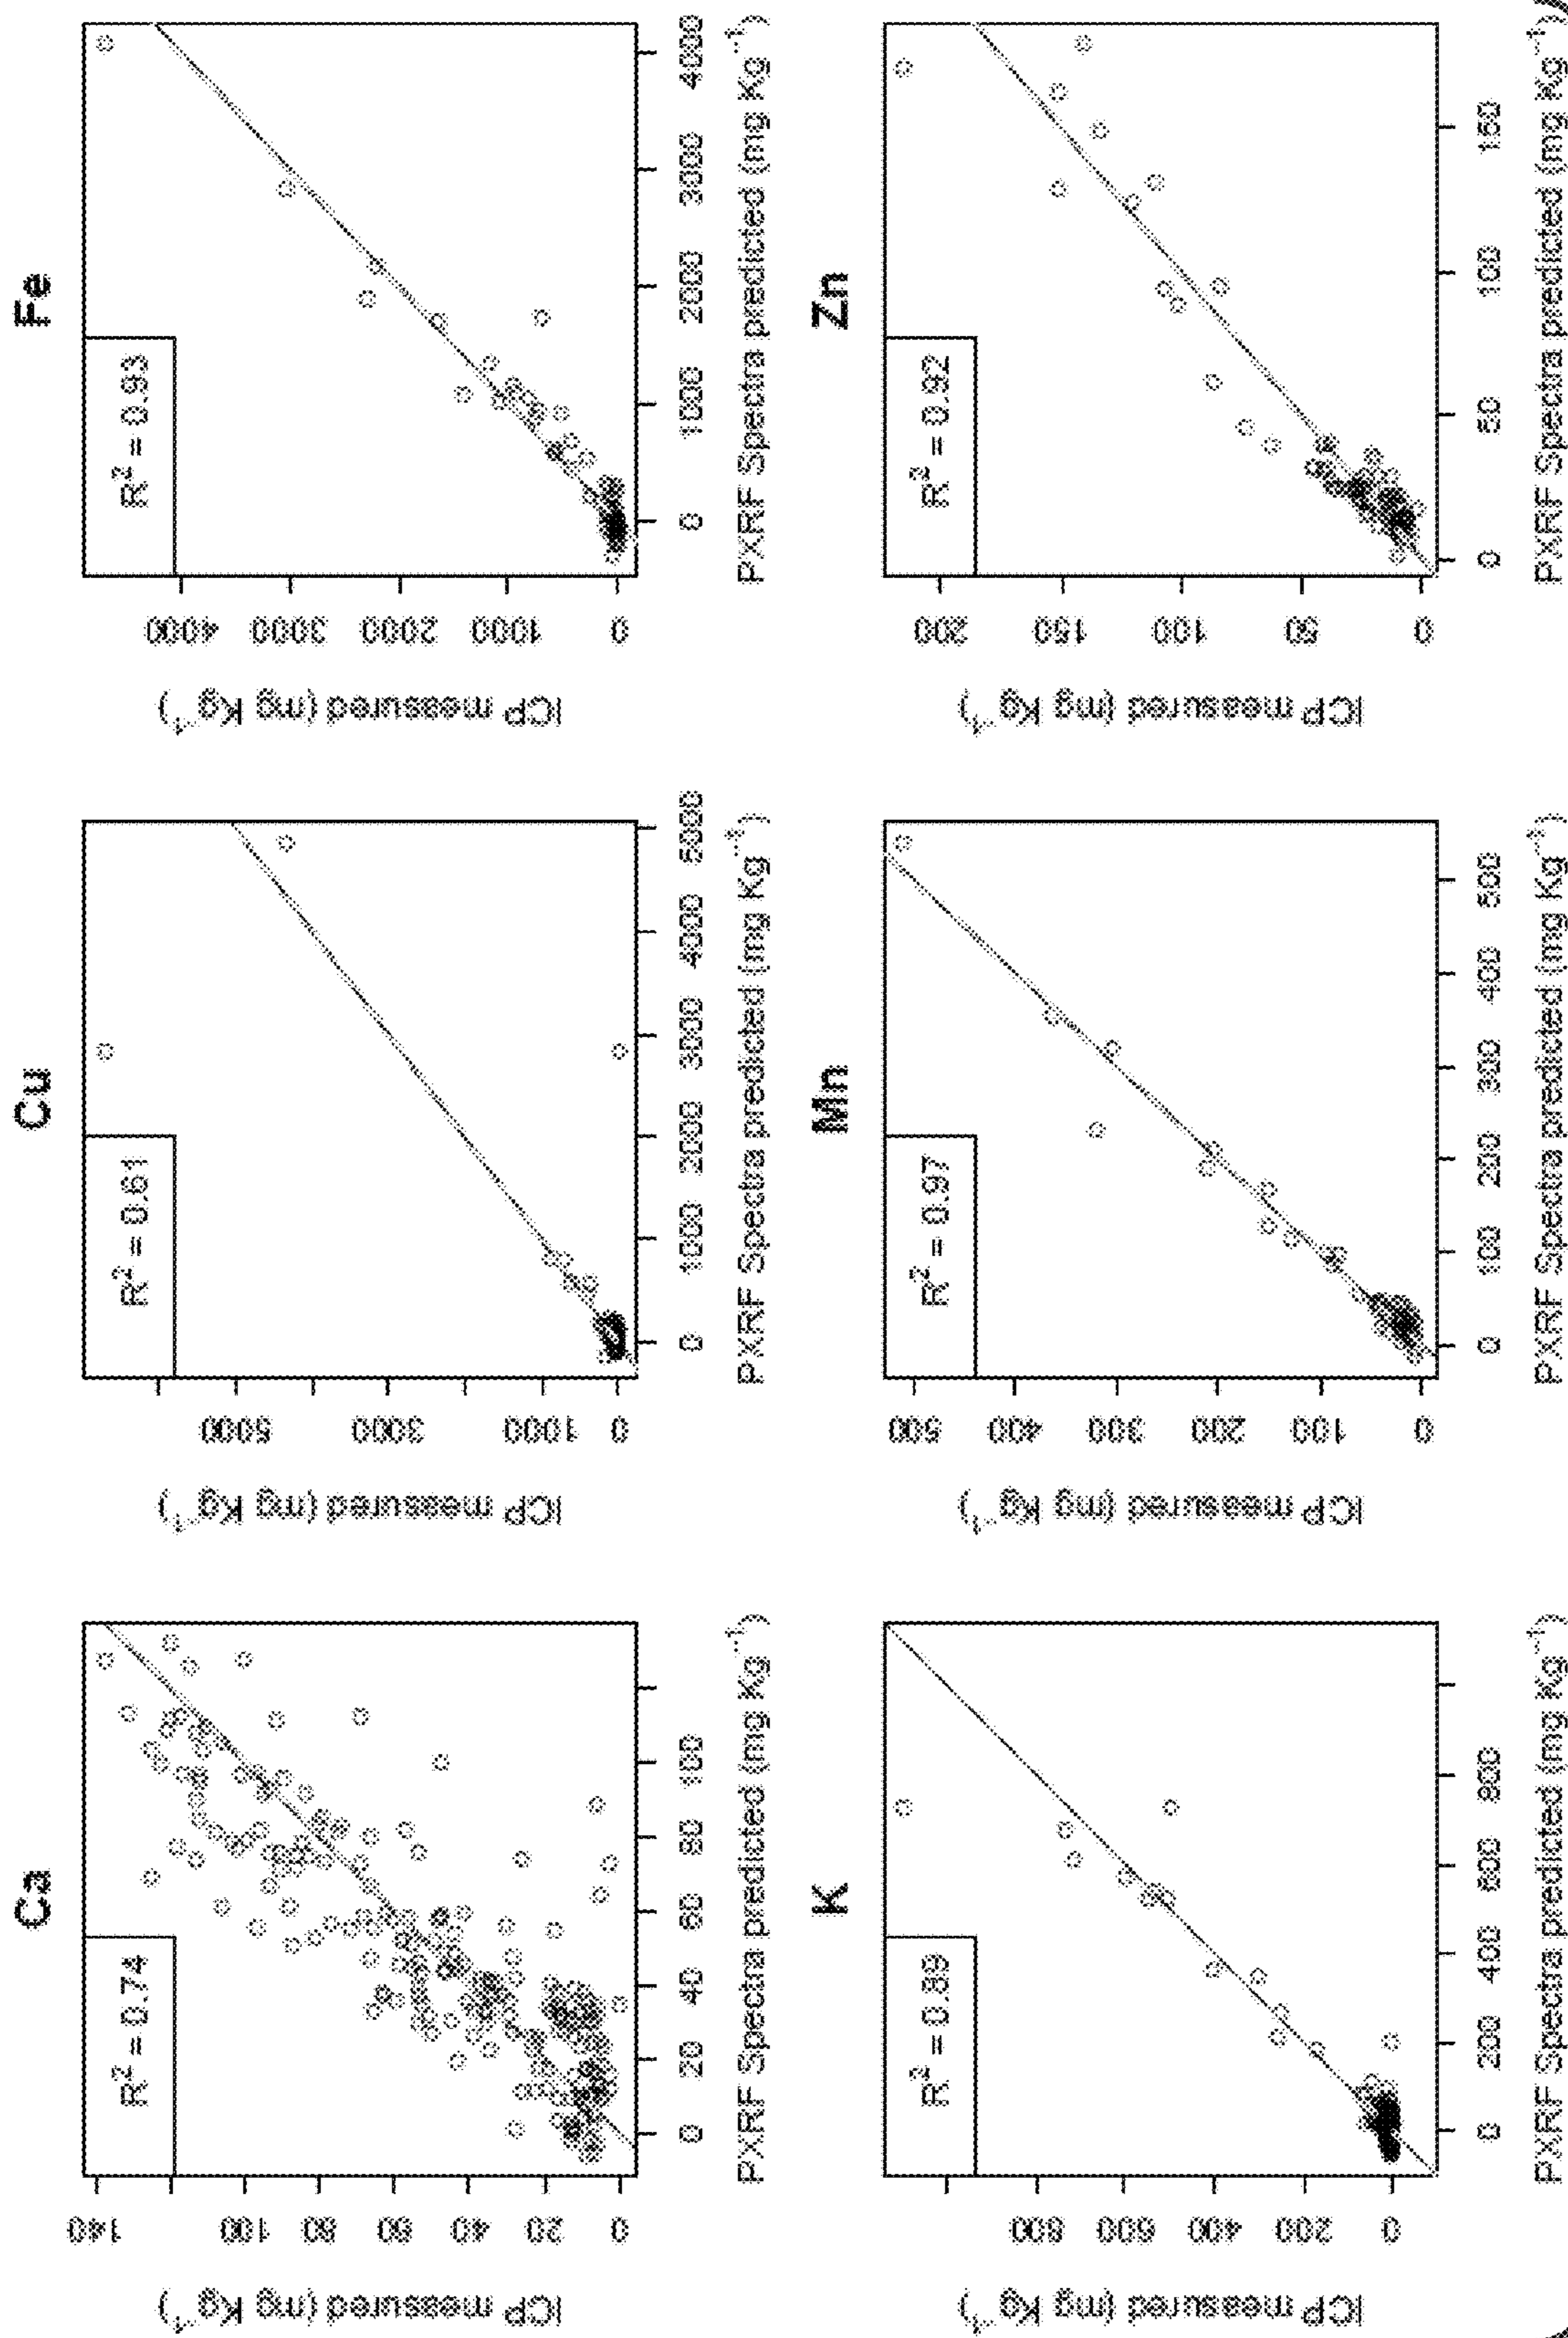 Ca
R² = 0.74
ICP measured (mg Kg⁻¹)
140
100
80
60
40
20
0
0 20 40 60 80 100
PXRF Spectra predicted (mg Kg⁻¹)
Cu
R² = 0.61
ICP measured (mg Kg⁻¹)
5000
3000
1000
0
0 1000 2000 3000 4000 5000
PXRF Spectra predicted (mg Kg⁻¹)
Fe
R² = 0.93
ICP measured (mg Kg⁻¹)
4000
3000
2000
1000
0
0 1000 2000 3000 4000
PXRF Spectra predicted (mg Kg⁻¹)
K
R² = 0.89
ICP measured (mg Kg⁻¹)
800
600
400
200
0
0 200 400 600 800
PXRF Spectra predicted (mg Kg⁻¹)
Mn
R² = 0.97
ICP measured (mg Kg⁻¹)
500
400
300
200
100
0
0 100 200 300 400 500
PXRF Spectra predicted (mg Kg⁻¹)
Zn
R² = 0.92
ICP measured (mg Kg⁻¹)
200
150
100
50
0
0 50 100 150
PXRF Spectra predicted (mg Kg⁻¹)